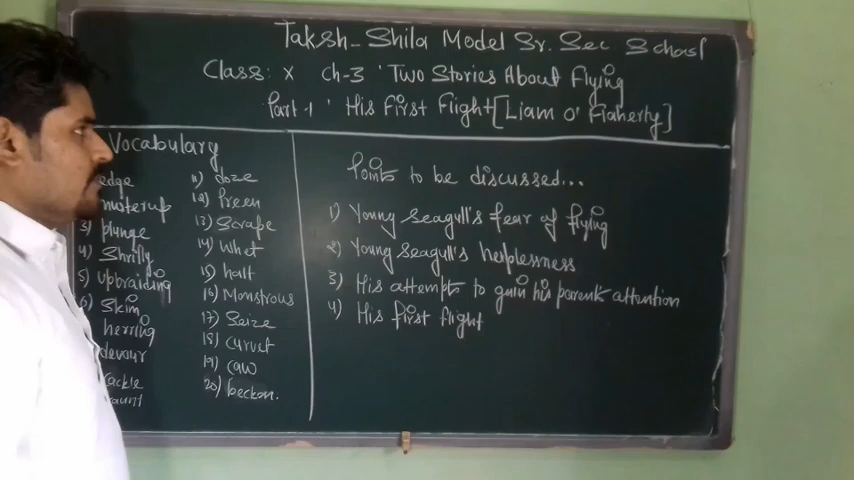 Taksh-Shila Model Sr. Sec School
Class: X Ch-3 'Two Stories About Flying
Part-1 ' His First Flight [Liam O' Flaherty]
Vocabulary
edge
musterup
3) plunge
4) Shrilly
5) upbraiding
6) Skim
herring
devour
cackle
aunt
11) doze
12) Preen
13) Scrape
14) Whet
15) halt
16) Monstrous
17) Seize
18) curvet
19) caw
20) beckon.
Points to be discussed...
1) Young seagull's fear of flying
2) Young seagull's helplessness
3) His attempt to gain his parents attention
4) His first flight